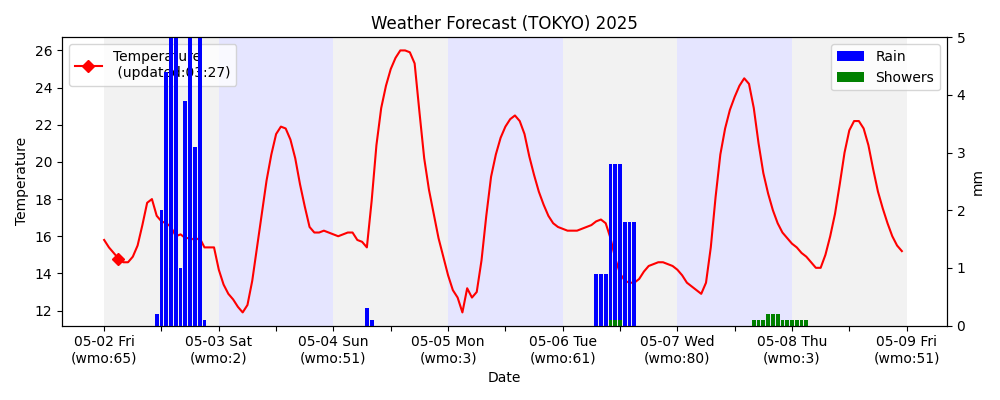 Weather Forecast (TOKYO) 2025
Temperature
(updated:03:27)
Rain
Showers
Temperature
26
24
22
20
18
16
14
12
5
4
3
2
1
0
mm
05-02 Fri
(wmo:65)
05-03 Sat
(wmo:2)
05-04 Sun
(wmo:51)
05-05 Mon
(wmo:3)
05-06 Tue
(wmo:61)
05-07 Wed
(wmo:80)
05-08 Thu
(wmo:3)
05-09 Fri
(wmo:51)
Date